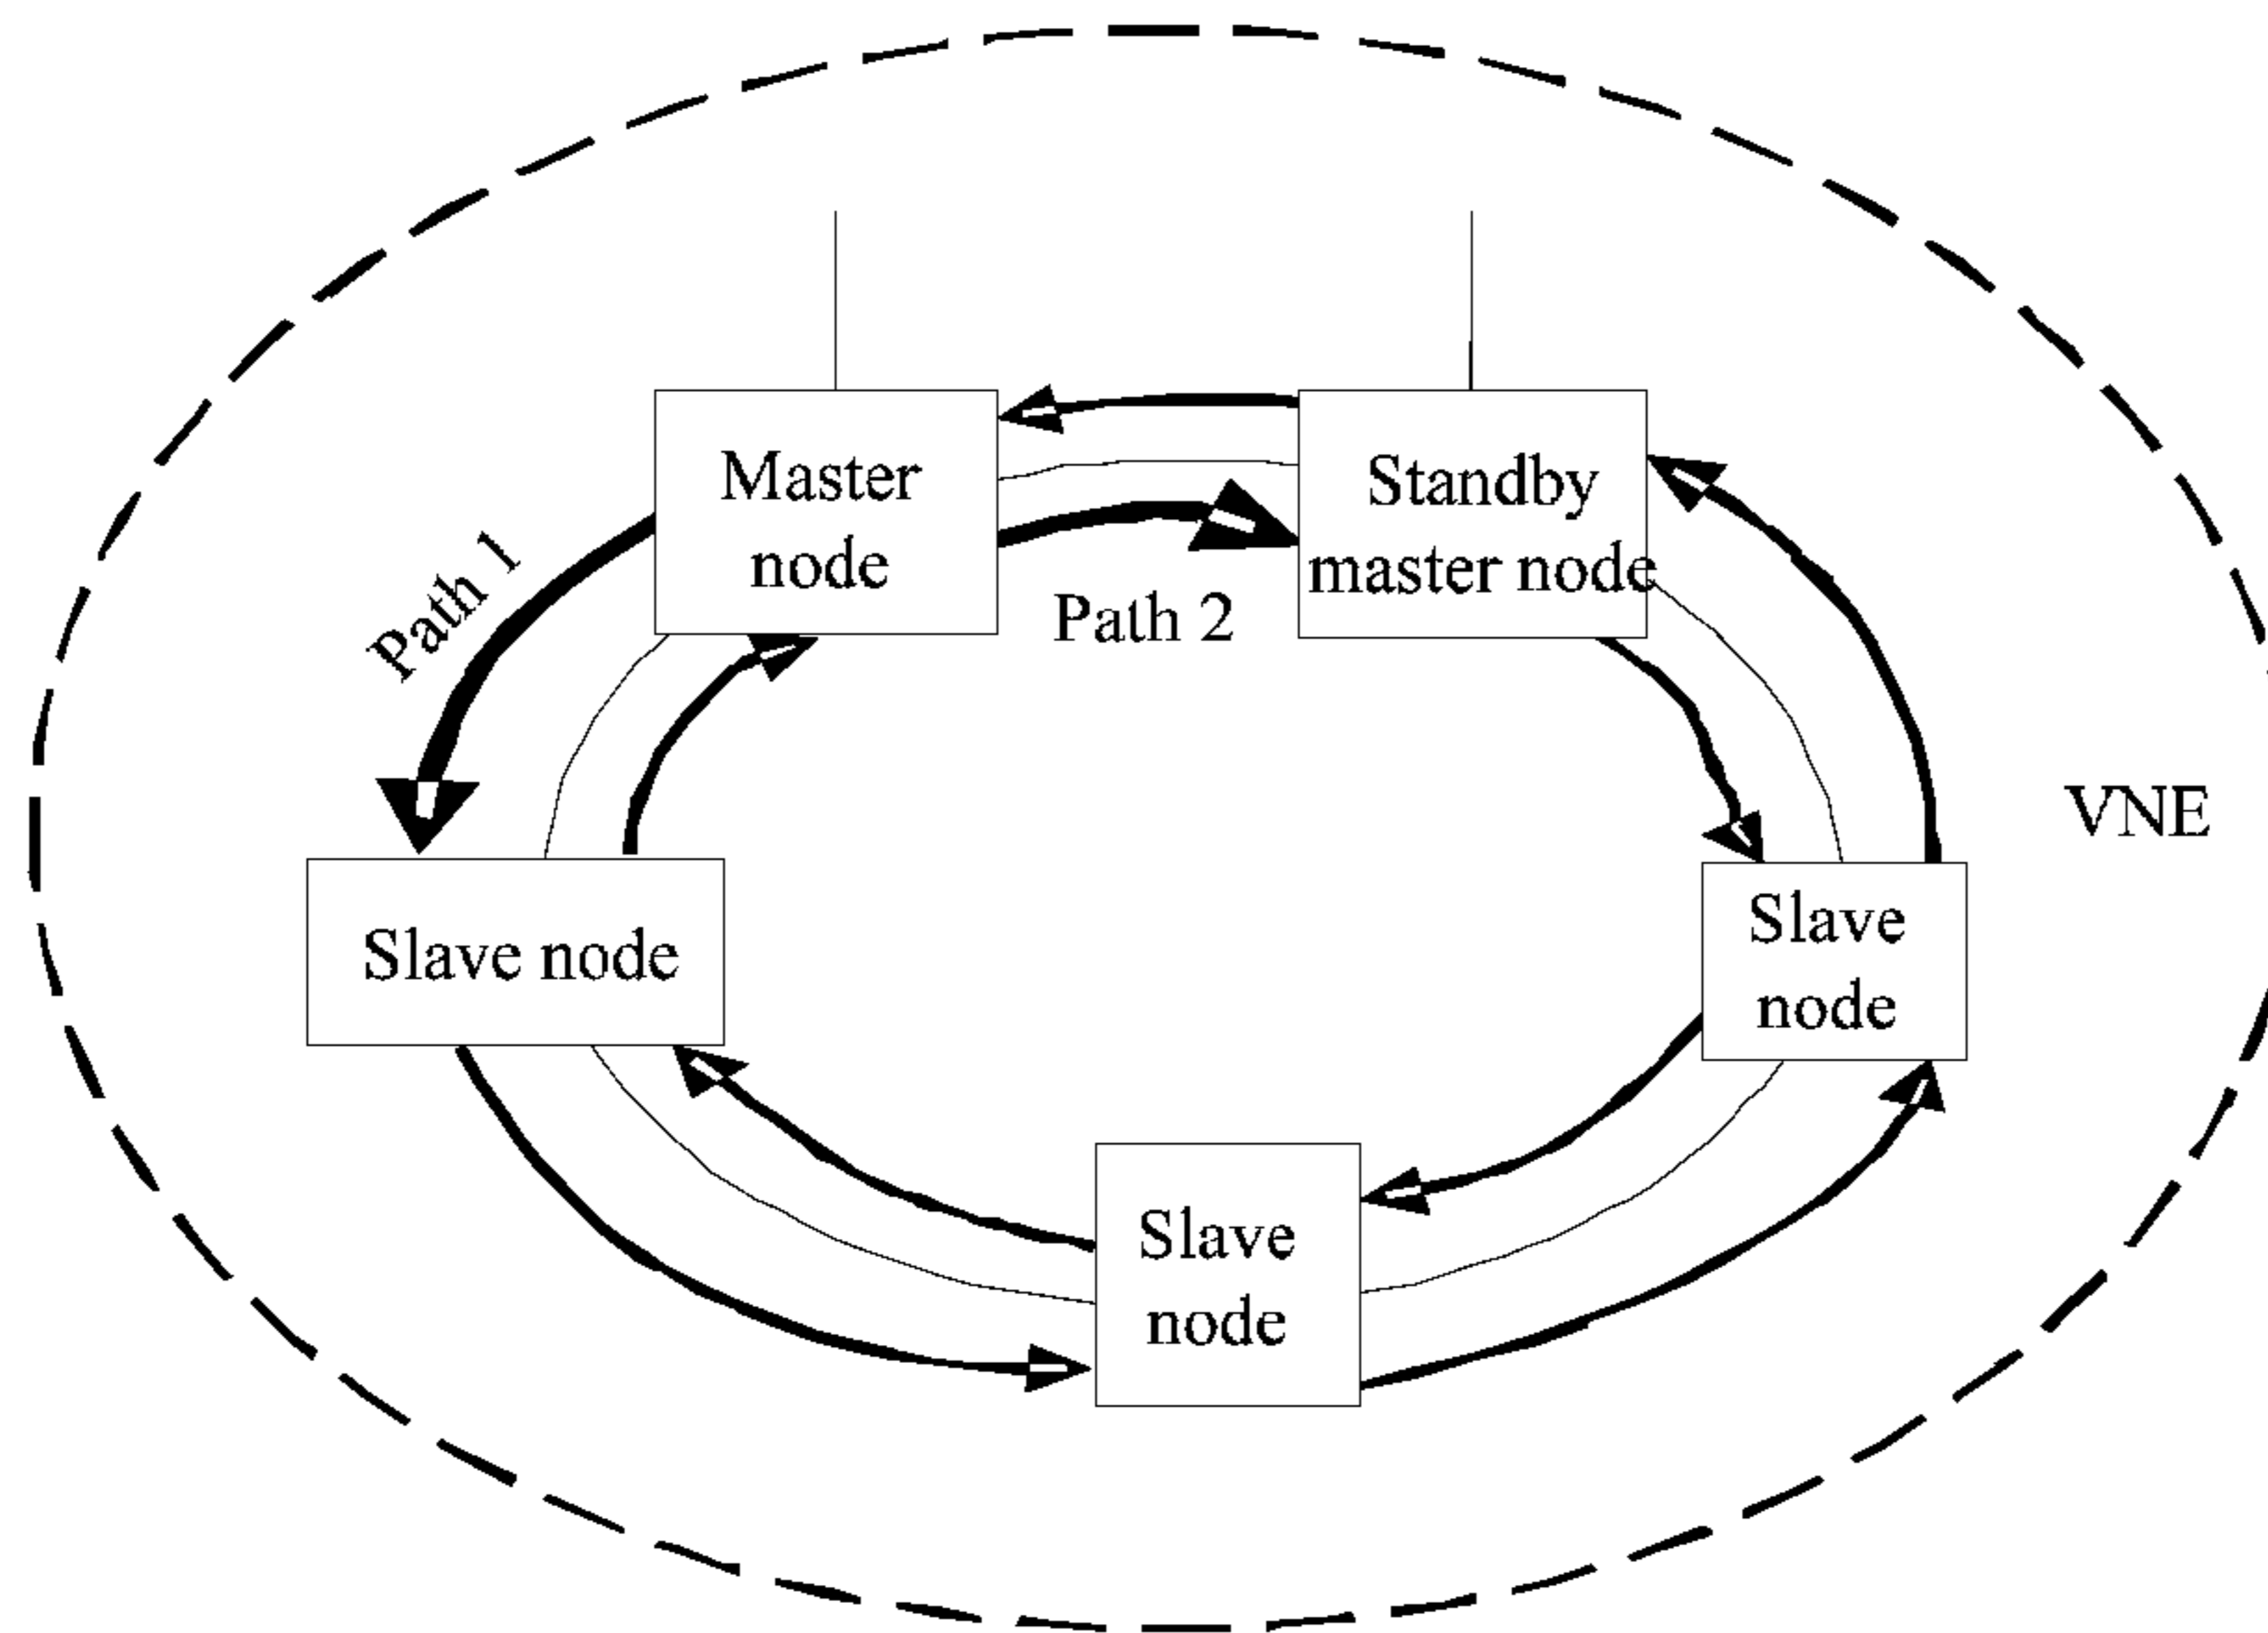 Master
node
Standby
master node
Path 1
Path 2
VNE
Slave node
Slave
node
Slave
node